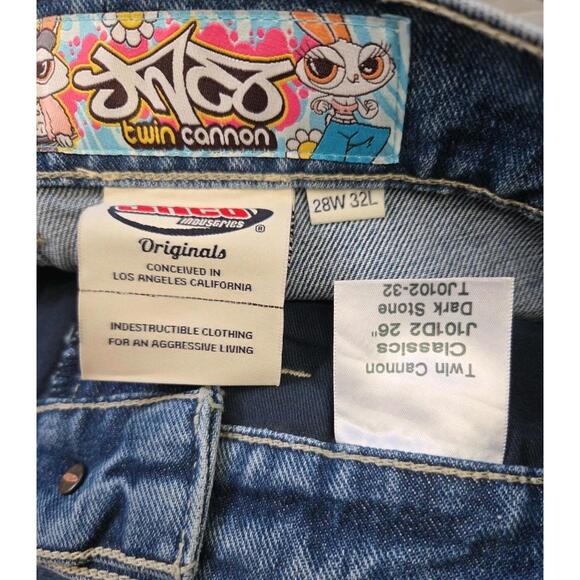 JNCO
twin cannon
JNCO
INDUSTRIES
®
Originals
CONCEIVED IN
LOS ANGELES CALIFORNIA
INDESTRUCTIBLE CLOTHING
FOR AN AGGRESSIVE LIVING
28W 32L
Twin Cannon
Classics
J101D2 26"
Dark Stone
TJ0102-32